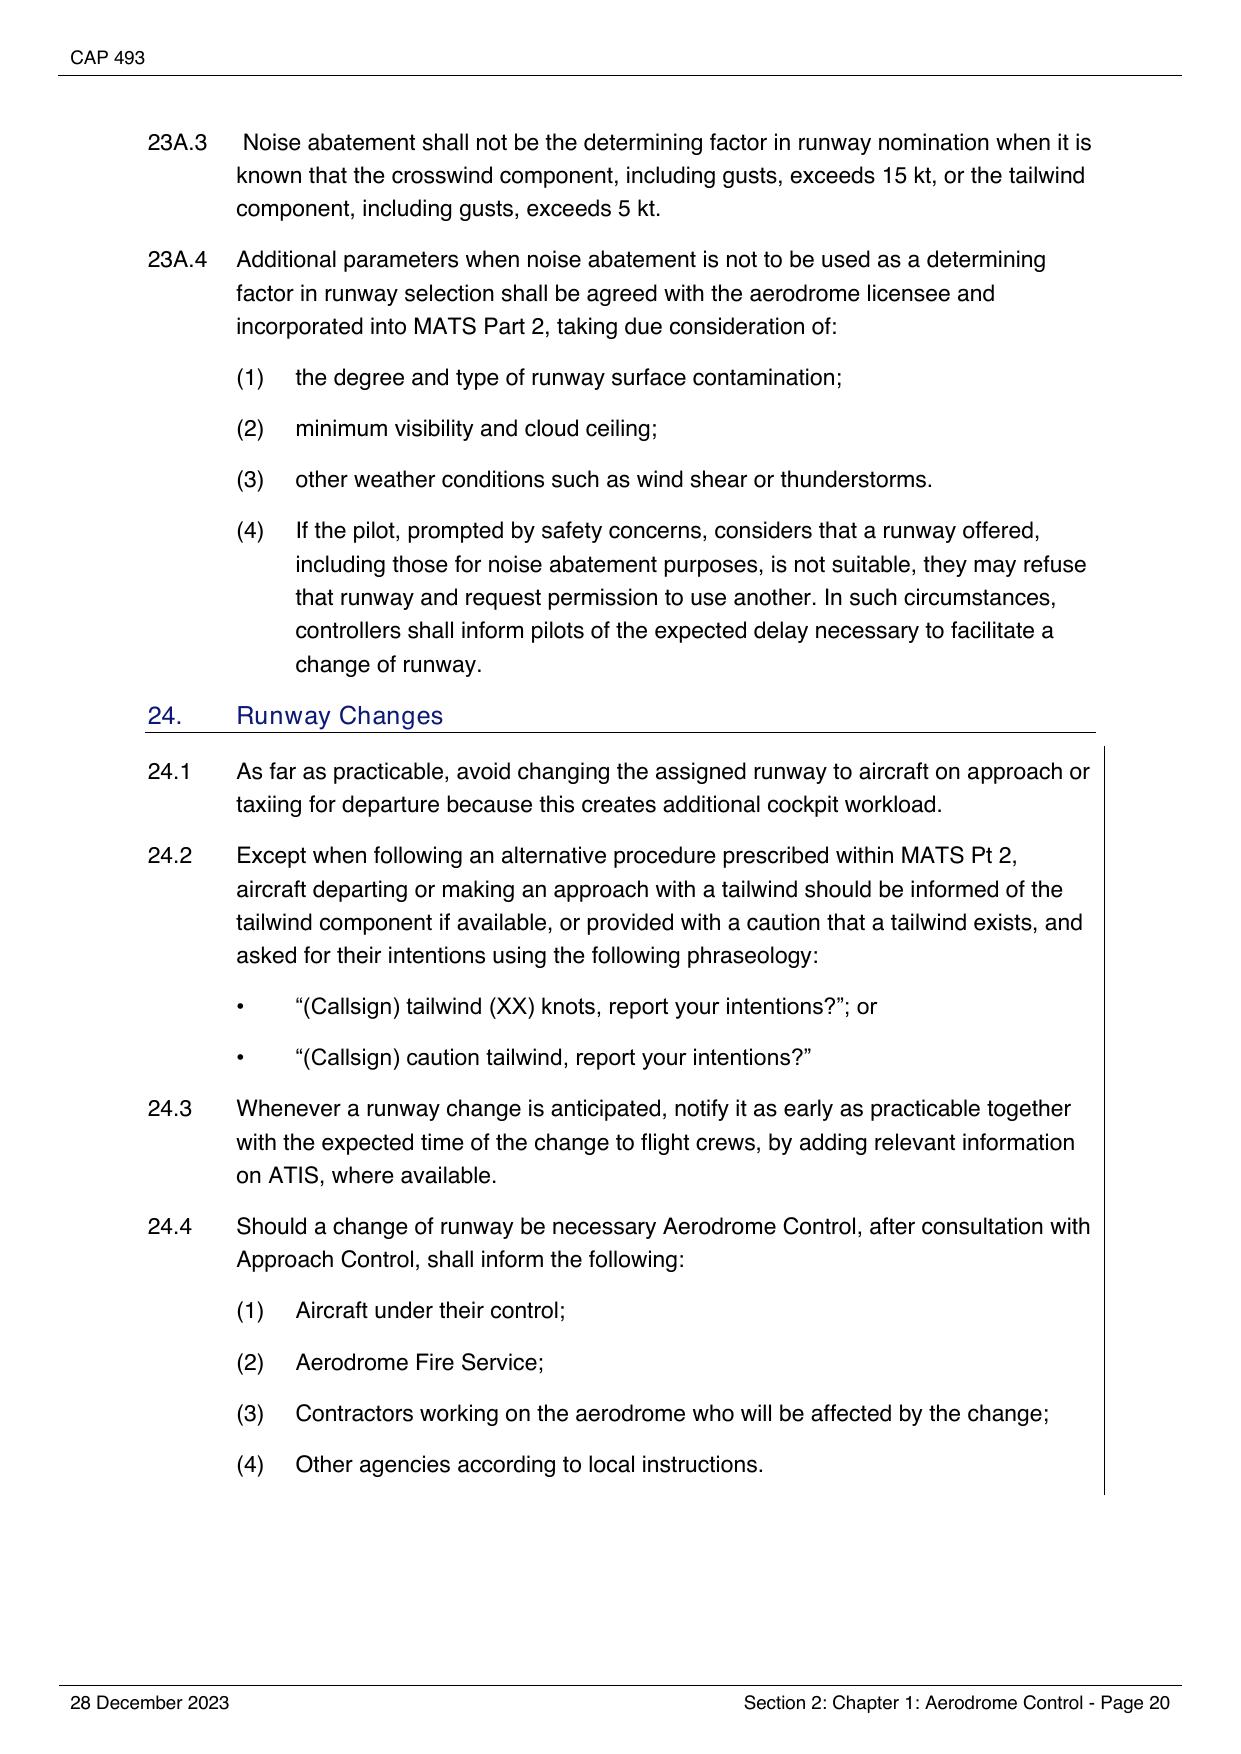 CAP 493
23A.3 Noise abatement shall not be the determining factor in runway nomination when it is
known that the crosswind component, including gusts, exceeds 15 kt, or the tailwind
component, including gusts, exceeds 5 kt.
23A.4 Additional parameters when noise abatement is not to be used as a determining
factor in runway selection shall be agreed with the aerodrome licensee and
incorporated into MATS Part 2, taking due consideration of:
(1) the degree and type of runway surface contamination;
(2) minimum visibility and cloud ceiling;
(3) other weather conditions such as wind shear or thunderstorms.
(4) If the pilot, prompted by safety concerns, considers that a runway offered,
including those for noise abatement purposes, is not suitable, they may refuse
that runway and request permission to use another. In such circumstances,
controllers shall inform pilots of the expected delay necessary to facilitate a
change of runway.
24. Runway Changes
24.1 As far as practicable, avoid changing the assigned runway to aircraft on approach or
taxiing for departure because this creates additional cockpit workload.
24.2 Except when following an alternative procedure prescribed within MATS Pt 2,
aircraft departing or making an approach with a tailwind should be informed of the
tailwind component if available, or provided with a caution that a tailwind exists, and
asked for their intentions using the following phraseology:
• “(Callsign) tailwind (XX) knots, report your intentions?”; or
• “(Callsign) caution tailwind, report your intentions?”
24.3 Whenever a runway change is anticipated, notify it as early as practicable together
with the expected time of the change to flight crews, by adding relevant information
on ATIS, where available.
24.4 Should a change of runway be necessary Aerodrome Control, after consultation with
Approach Control, shall inform the following:
(1) Aircraft under their control;
(2) Aerodrome Fire Service;
(3) Contractors working on the aerodrome who will be affected by the change;
(4) Other agencies according to local instructions.
28 December 2023 Section 2: Chapter 1: Aerodrome Control - Page 20